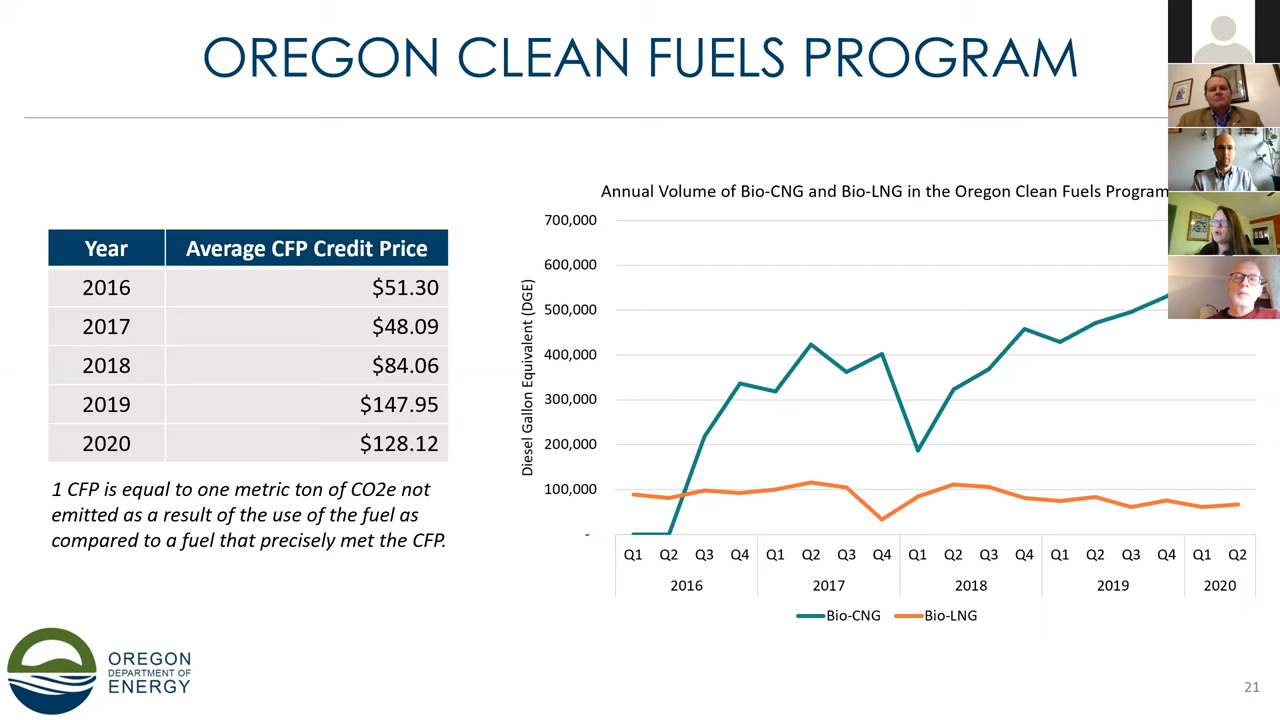 OREGON CLEAN FUELS PROGRAM
Year Average CFP Credit Price
2016 $51.30
2017 $48.09
2018 $84.06
2019 $147.95
2020 $128.12
1 CFP is equal to one metric ton of CO2e not
emitted as a result of the use of the fuel as
compared to a fuel that precisely met the CFP.
Annual Volume of Bio-CNG and Bio-LNG in the Oregon Clean Fuels Program
Diesel Gallon Equivalent (DGE)
700,000
600,000
500,000
400,000
300,000
200,000
100,000
-
Q1 Q2 Q3 Q4 Q1 Q2 Q3 Q4 Q1 Q2 Q3 Q4 Q1 Q2 Q3 Q4 Q1 Q2
2016 2017 2018 2019 2020
Bio-CNG Bio-LNG
OREGON
DEPARTMENT OF
ENERGY
21